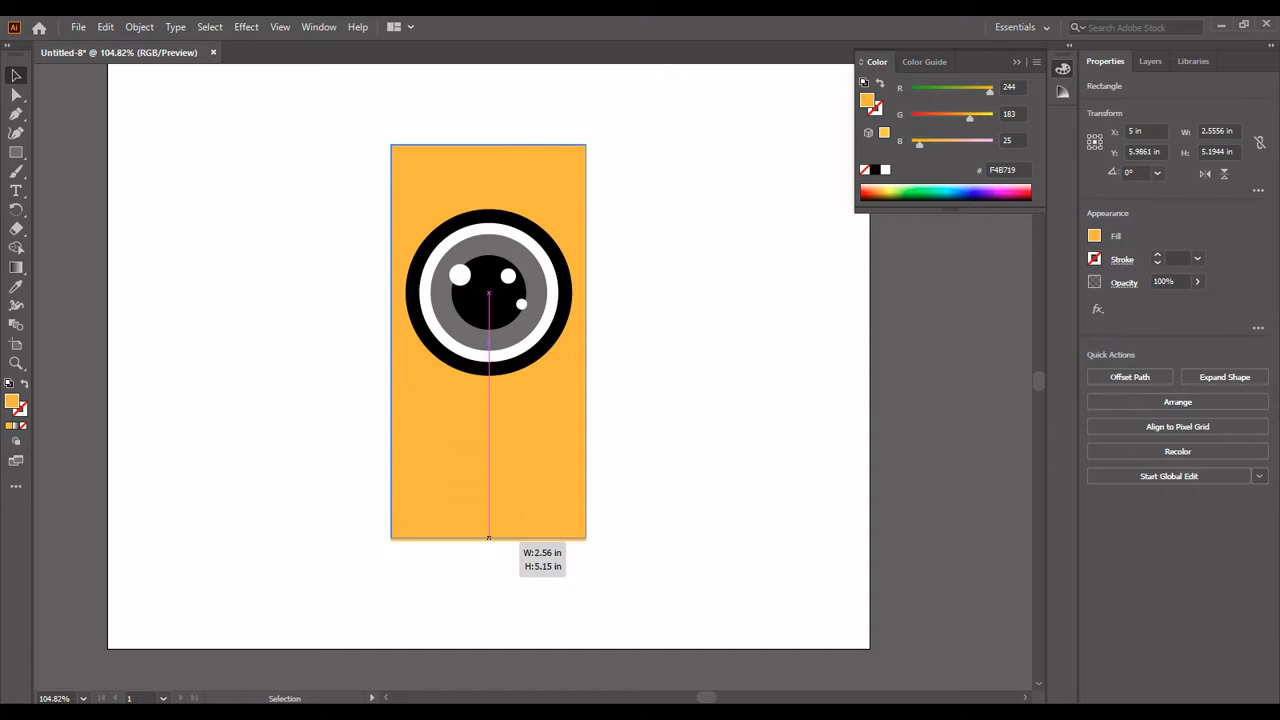 Ai File Edit Object Type Select Effect View Window Help Essentials Search Adobe Stock
Untitled-8* @ 104.82% (RGB/Preview)
Color Color Guide
R 244
G 183
B 25
# F4B719
Properties Layers Libraries
Rectangle
Transform
X: 5 in W: 2.5556 in
Y: 5.9861 in H: 5.1944 in
0°
Appearance
Fill
Stroke
Opacity 100%
fx.
Quick Actions
Offset Path Expand Shape
Arrange
Align to Pixel Grid
Recolor
Start Global Edit
W:2.56 in
H:5.15 in
104.82% 1 Selection